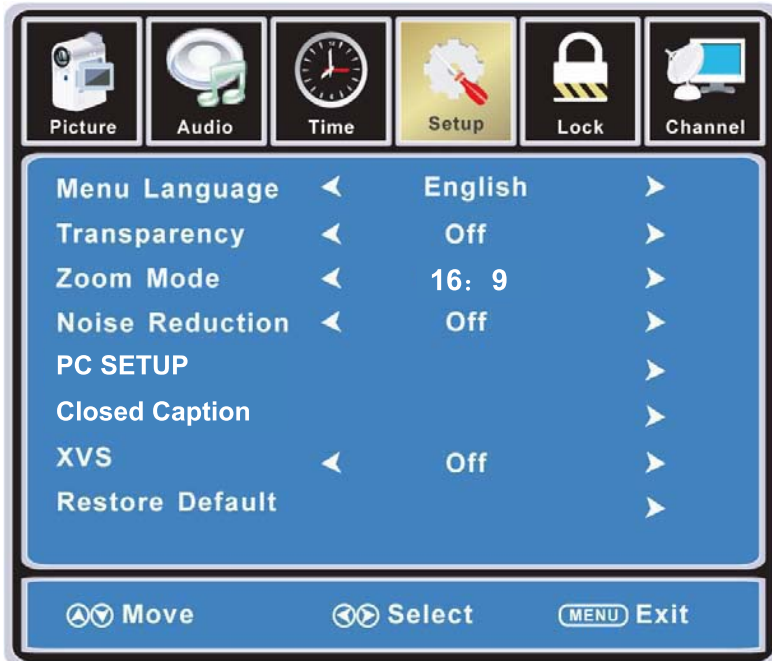 Picture Audio Time Setup Lock Channel
Menu Language English
Transparency Off
Zoom Mode 16: 9
Noise Reduction Off
PC SETUP
Closed Caption
XVS Off
Restore Default
Move Select MENU Exit